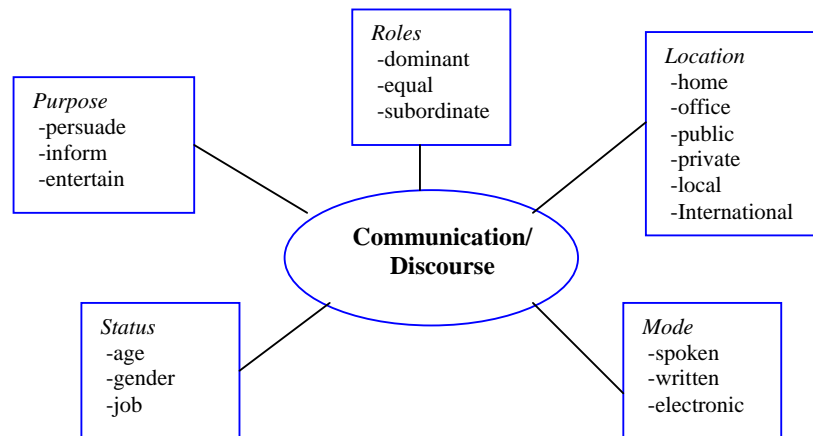 Roles
-dominant
-equal
-subordinate
Location
-home
-office
-public
-private
-local
-International
Purpose
-persuade
-inform
-entertain
Communication/
Discourse
Status
-age
-gender
-job
Mode
-spoken
-written
-electronic